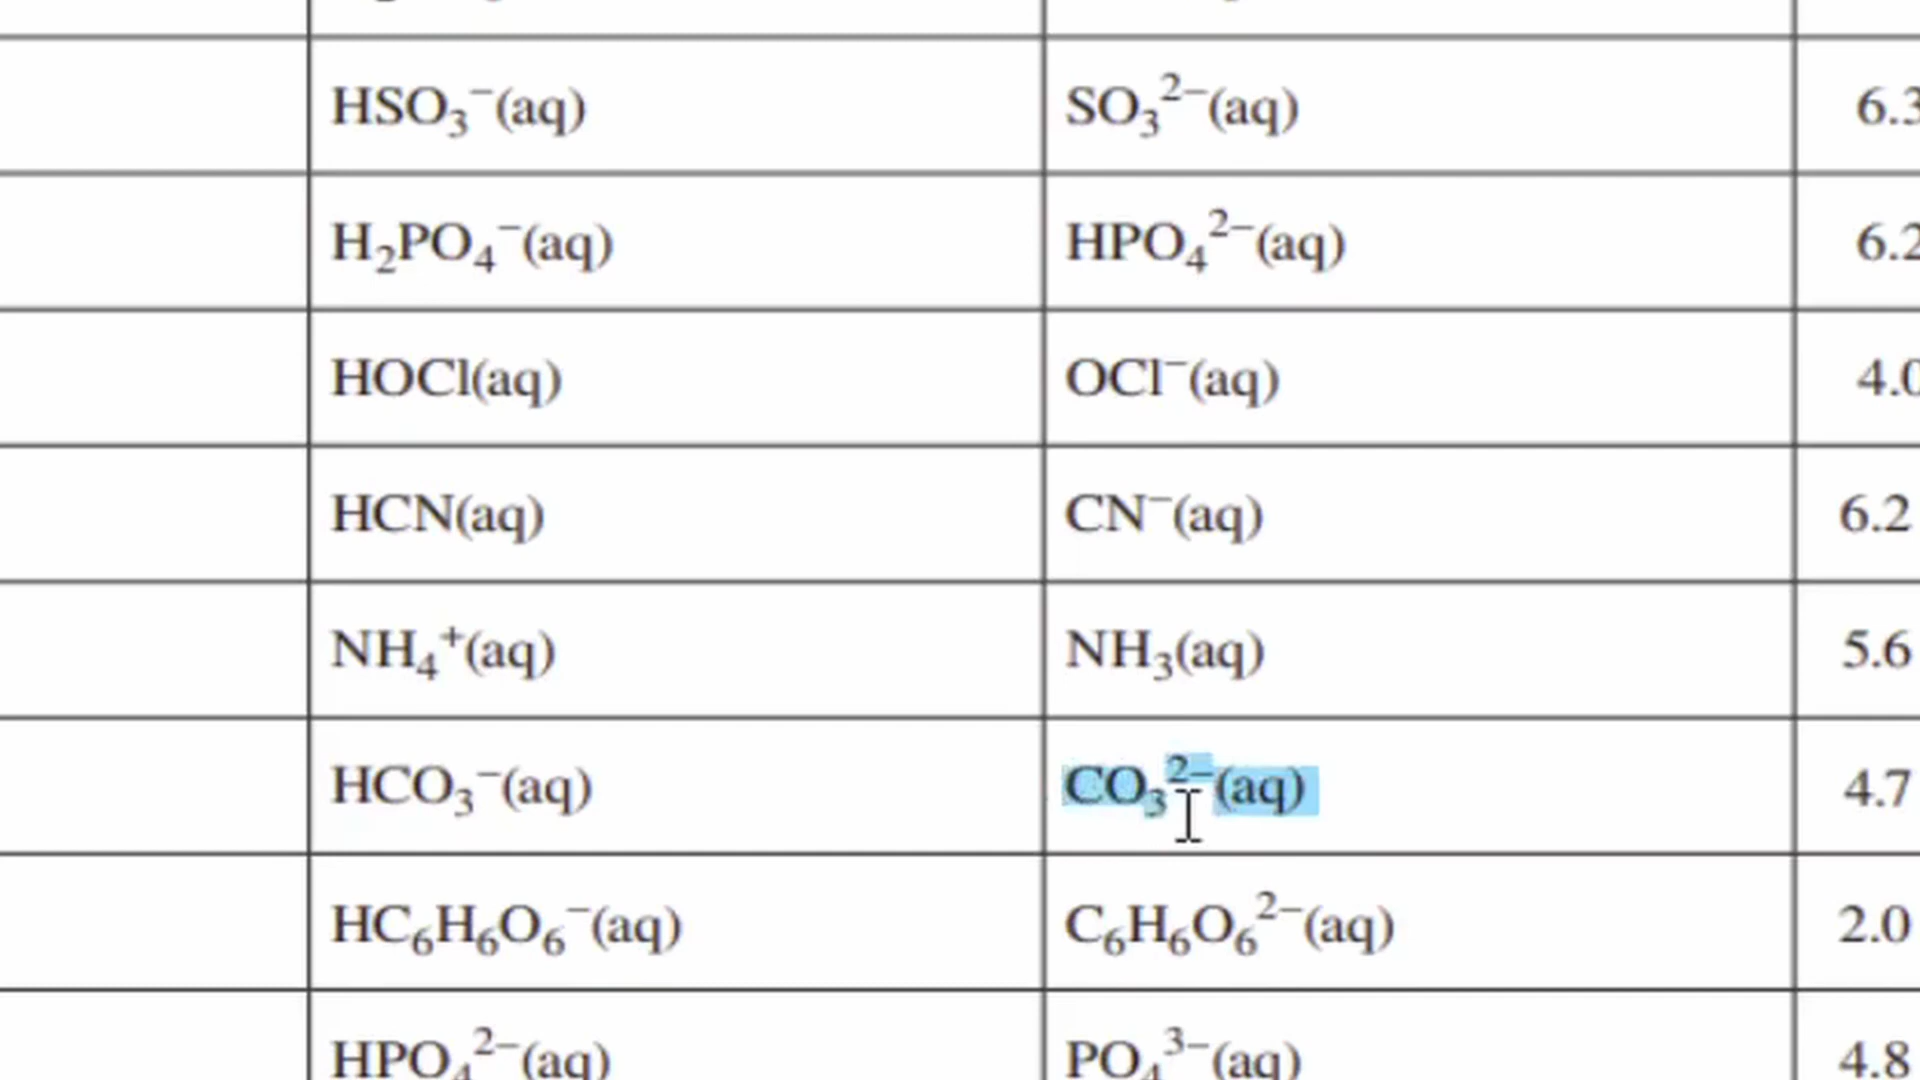 HSO₃⁻(aq) SO₃²⁻(aq) 6.3
H₂PO₄⁻(aq) HPO₄²⁻(aq) 6.2
HOCl(aq) OCl⁻(aq) 4.0
HCN(aq) CN⁻(aq) 6.2
NH₄⁺(aq) NH₃(aq) 5.6
HCO₃⁻(aq) CO₃²⁻(aq) 4.7
HC₆H₆O₆⁻(aq) C₆H₆O₆²⁻(aq) 2.0
HPO₄²⁻(aq) PO₄³⁻(aq) 4.8